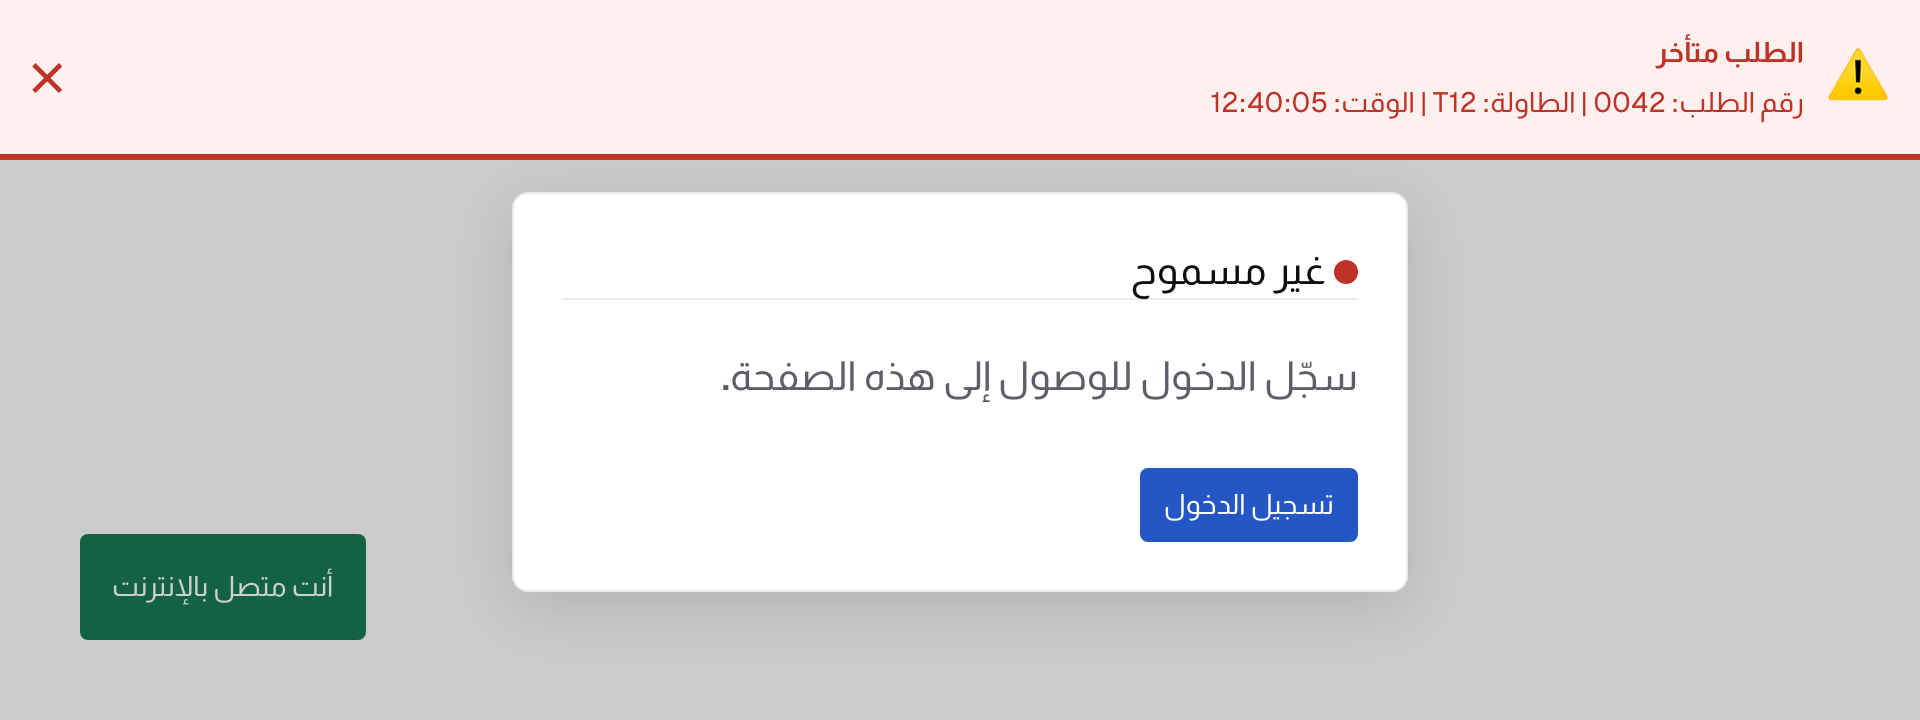 الطلب متأخر
رقم الطلب: 0042 | الطاولة: T12 | الوقت: 12:40:05
غير مسموح
سجّل الدخول للوصول إلى هذه الصفحة.
تسجيل الدخول
أنت متصل بالإنترنت